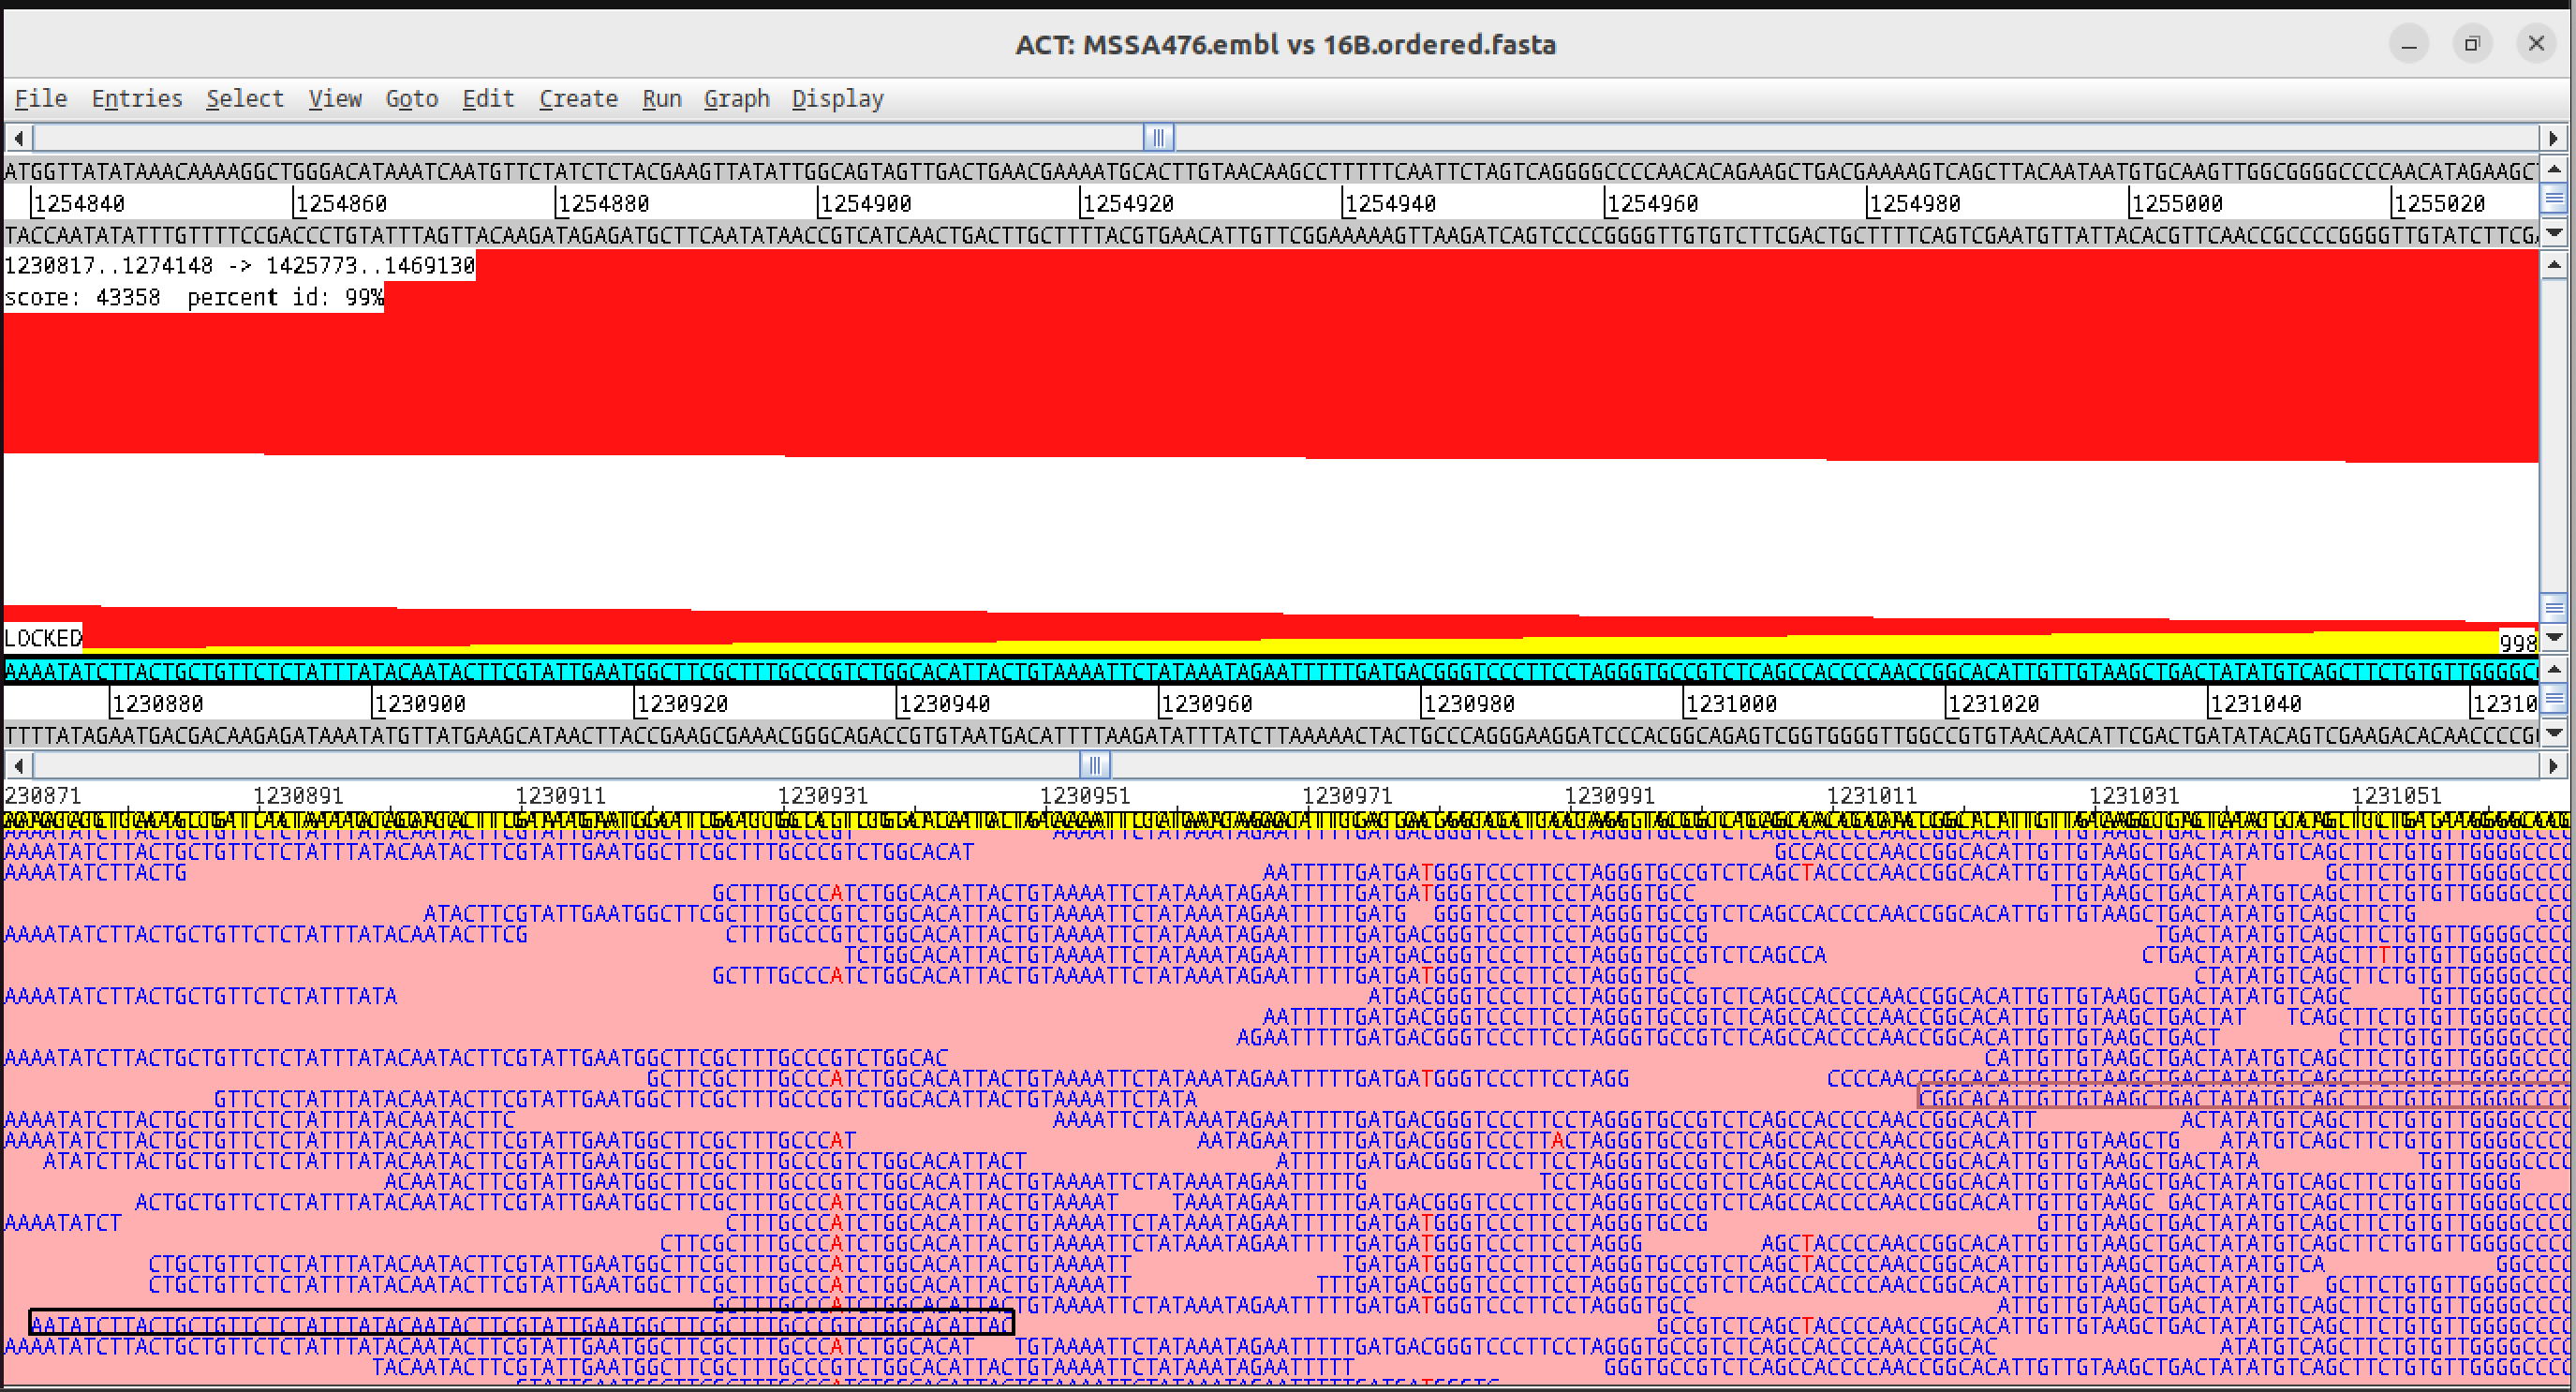 ACT: MSSA476.embl vs 16B.ordered.fasta
File Entries Select View Goto Edit Create Run Graph Display
ATGGTTATATAAACAAAAGGCTGGGACATAAATCAATGTTCTATCTCTACGAAGTTATATTGGCAGTAGTTGACTGAACGAAAATGCACTTGTAACAAGCCTTTTTCAATTCTAGTCAGGGGCCCCAACACAGAAGCTGACGAAAAGTCAGCTTACAATAATGTGCAAGTTGGCGGGGCCCCAACATAGAAGC
1254840 1254860 1254880 1254900 1254920 1254940 1254960 1254980 1255000 1255020
TACCAATATATTTGTTTTCCGACCCTGTATTTAGTTACAAGATAGAGATGCTTCAATATAACCGTCATCAACTGACTTGCTTTTACGTGAACATTGTTCGGAAAAAGTTAAGATCAGTCCCCGGGGTTGTGTCTTCGACTGCTTTTCAGTCGAATGTTATTACACGTTCAACCGCCCCGGGGTTGTATCTTCG
1230817..1274148 -> 1425773..1469130
score: 43358 percent id: 99%
LOCKED 998
AAAATATCTTACTGCTGTTCTCTATTTATACAATACTTCGTATTGAATGGCTTCGCTTTGCCCGTCTGGCACATTACTGTAAAATTCTATAAATAGAATTTTTGATGACGGGTCCCTTCCTAGGGTGCCGTCTCAGCCACCCCAACCGGCACATTGTTGTAAGCTGACTATATGTCAGCTTCTGTGTTGGGGC
1230880 1230900 1230920 1230940 1230960 1230980 1231000 1231020 1231040 12310
TTTTATAGAATGACGACAAGAGATAAATATGTTATGAAGCATAACTTACCGAAGCGAAACGGGCAGACCGTGTAATGACATTTTAAGATATTTATCTTAAAAACTACTGCCCAGGGAAGGATCCCACGGCAGAGTCGGTGGGGTTGGCCGTGTAACAACATTCGACTGATATACAGTCGAAGACACAACCCCG
230871 1230891 1230911 1230931 1230951 1230971 1230991 1231011 1231031 1231051
AAAATATCTTACTGCTGTTCTCTATTTATACAATACTTCGTATTGAATGGCTTCGCTTTGCCCGTCTGGCACAT GCCACCCCAACCGGCACATTGTTGTAAGCTGACTATATGTCAGCTTCTGTGTTGGGGCCCC
AAAATATCTTACTG AATTTTTGATGATGGGTCCCTTCCTAGGGTGCCGTCTCAGCTACCCCAACCGGCACATTGTTGTAAGCTGACTAT GCTTCTGTGTTGGGGCCCC
GCTTTGCCCATCTGGCACATTACTGTAAAATTCTATAAATAGAATTTTTGATGATGGGTCCCTTCCTAGGGTGCC TTGTAAGCTGACTATATGTCAGCTTCTGTGTTGGGGCCCC
ATACTTCGTATTGAATGGCTTCGCTTTGCCCGTCTGGCACATTACTGTAAAATTCTATAAATAGAATTTTTGATG GGGTCCCTTCCTAGGGTGCCGTCTCAGCCACCCCAACCGGCACATTGTTGTAAGCTGACTATATGTCAGCTTCTG CCC
AAAATATCTTACTGCTGTTCTCTATTTATACAATACTTCG CTTTGCCCGTCTGGCACATTACTGTAAAATTCTATAAATAGAATTTTTGATGACGGGTCCCTTCCTAGGGTGCCG TGACTATATGTCAGCTTCTGTGTTGGGGCCCC
TCTGGCACATTACTGTAAAATTCTATAAATAGAATTTTTGATGACGGGTCCCTTCCTAGGGTGCCGTCTCAGCCA CTGACTATATGTCAGCTTTTGTGTTGGGGCCCC
GCTTTGCCCATCTGGCACATTACTGTAAAATTCTATAAATAGAATTTTTGATGATGGGTCCCTTCCTAGGGTGCC CTATATGTCAGCTTCTGTGTTGGGGCCCC
AAAATATCTTACTGCTGTTCTCTATTTATA ATGACGGGTCCCTTCCTAGGGTGCCGTCTCAGCCACCCCAACCGGCACATTGTTGTAAGCTGACTATATGTCAGC TGTTGGGGCCCC
AATTTTTGATGACGGGTCCCTTCCTAGGGTGCCGTCTCAGCCACCCCAACCGGCACATTGTTGTAAGCTGACTAT TCAGCTTCTGTGTTGGGGCCCC
AGAATTTTTGATGACGGGTCCCTTCCTAGGGTGCCGTCTCAGCCACCCCAACCGGCACATTGTTGTAAGCTGACT CTTCTGTGTTGGGGCCCC
AAAATATCTTACTGCTGTTCTCTATTTATACAATACTTCGTATTGAATGGCTTCGCTTTGCCCGTCTGGCAC CATTGTTGTAAGCTGACTATATGTCAGCTTCTGTGTTGGGGCCCC
GCTTCGCTTTGCCCATCTGGCACATTACTGTAAAATTCTATAAATAGAATTTTTGATGATGGGTCCCTTCCTAGG CCCCAACCGGCACATTGTTGTAAGCTGACTATATGTCAGCTTCTGTGTTGGGGCCCC
GTTCTCTATTTATACAATACTTCGTATTGAATGGCTTCGCTTTGCCCGTCTGGCACATTACTGTAAAATTCTATA CGGCACATTGTTGTAAGCTGACTATATGTCAGCTTCTGTGTTGGGGCCCC
AAAATATCTTACTGCTGTTCTCTATTTATACAATACTTC AAAATTCTATAAATAGAATTTTTGATGACGGGTCCCTTCCTAGGGTGCCGTCTCAGCCACCCCAACCGGCACATT ACTATATGTCAGCTTCTGTGTTGGGGCCCC
AAAATATCTTACTGCTGTTCTCTATTTATACAATACTTCGTATTGAATGGCTTCGCTTTGCCCAT AATAGAATTTTTGATGACGGGTCCCTTACTAGGGTGCCGTCTCAGCCACCCCAACCGGCACATTGTTGTAAGCTG ATATGTCAGCTTCTGTGTTGGGGCCCC
ATATCTTACTGCTGTTCTCTATTTATACAATACTTCGTATTGAATGGCTTCGCTTTGCCCGTCTGGCACATTACT ATTTTTGATGACGGGTCCCTTCCTAGGGTGCCGTCTCAGCCACCCCAACCGGCACATTGTTGTAAGCTGACTATA TGTTGGGGCCCC
ACAATACTTCGTATTGAATGGCTTCGCTTTGCCCGTCTGGCACATTACTGTAAAATTCTATAAATAGAATTTTTG TCCTAGGGTGCCGTCTCAGCCACCCCAACCGGCACATTGTTGTAAGCTGACTATATGTCAGCTTCTGTGTTGGGG
ACTGCTGTTCTCTATTTATACAATACTTCGTATTGAATGGCTTCGCTTTGCCCATCTGGCACATTACTGTAAAAT TAAATAGAATTTTTGATGACGGGTCCCTTCCTAGGGTGCCGTCTCAGCCACCCCAACCGGCACATTGTTGTAAGC GACTATATGTCAGCTTCTGTGTTGGGGCCCC
AAAATATCT CTTTGCCCATCTGGCACATTACTGTAAAATTCTATAAATAGAATTTTTGATGATGGGTCCCTTCCTAGGGTGCCG GTTGTAAGCTGACTATATGTCAGCTTCTGTGTTGGGGCCCC
CTTCGCTTTGCCCATCTGGCACATTACTGTAAAATTCTATAAATAGAATTTTTGATGATGGGTCCCTTCCTAGGG AGCTACCCCAACCGGCACATTGTTGTAAGCTGACTATATGTCAGCTTCTGTGTTGGGGCCCC
CTGCTGTTCTCTATTTATACAATACTTCGTATTGAATGGCTTCGCTTTGCCCATCTGGCACATTACTGTAAAATT TGATGATGGGTCCCTTCCTAGGGTGCCGTCTCAGCTACCCCAACCGGCACATTGTTGTAAGCTGACTATATGTCA GGCCCC
CTGCTGTTCTCTATTTATACAATACTTCGTATTGAATGGCTTCGCTTTGCCCATCTGGCACATTACTGTAAAATT TTTGATGACGGGTCCCTTCCTAGGGTGCCGTCTCAGCCACCCCAACCGGCACATTGTTGTAAGCTGACTATATGT GCTTCTGTGTTGGGGCCCC
GCTTTGCCCATCTGGCACATTACTGTAAAATTCTATAAATAGAATTTTTGATGATGGGTCCCTTCCTAGGGTGCC ATTGTTGTAAGCTGACTATATGTCAGCTTCTGTGTTGGGGCCCC
AATATCTTACTGCTGTTCTCTATTTATACAATACTTCGTATTGAATGGCTTCGCTTTGCCCGTCTGGCACATTAC GCCGTCTCAGCTACCCCAACCGGCACATTGTTGTAAGCTGACTATATGTCAGCTTCTGTGTTGGGGCCCC
AAAATATCTTACTGCTGTTCTCTATTTATACAATACTTCGTATTGAATGGCTTCGCTTTGCCCATCTGGCACAT TGTAAAATTCTATAAATAGAATTTTTGATGACGGGTCCCTTCCTAGGGTGCCGTCTCAGCCACCCCAACCGGCAC ATATGTCAGCTTCTGTGTTGGGGCCCC
TACAATACTTCGTATTGAATGGCTTCGCTTTGCCCGTCTGGCACATTACTGTAAAATTCTATAAATAGAATTTTT GGGTGCCGTCTCAGCCACCCCAACCGGCACATTGTTGTAAGCTGACTATATGTCAGCTTCTGTGTTGGGGCCCC